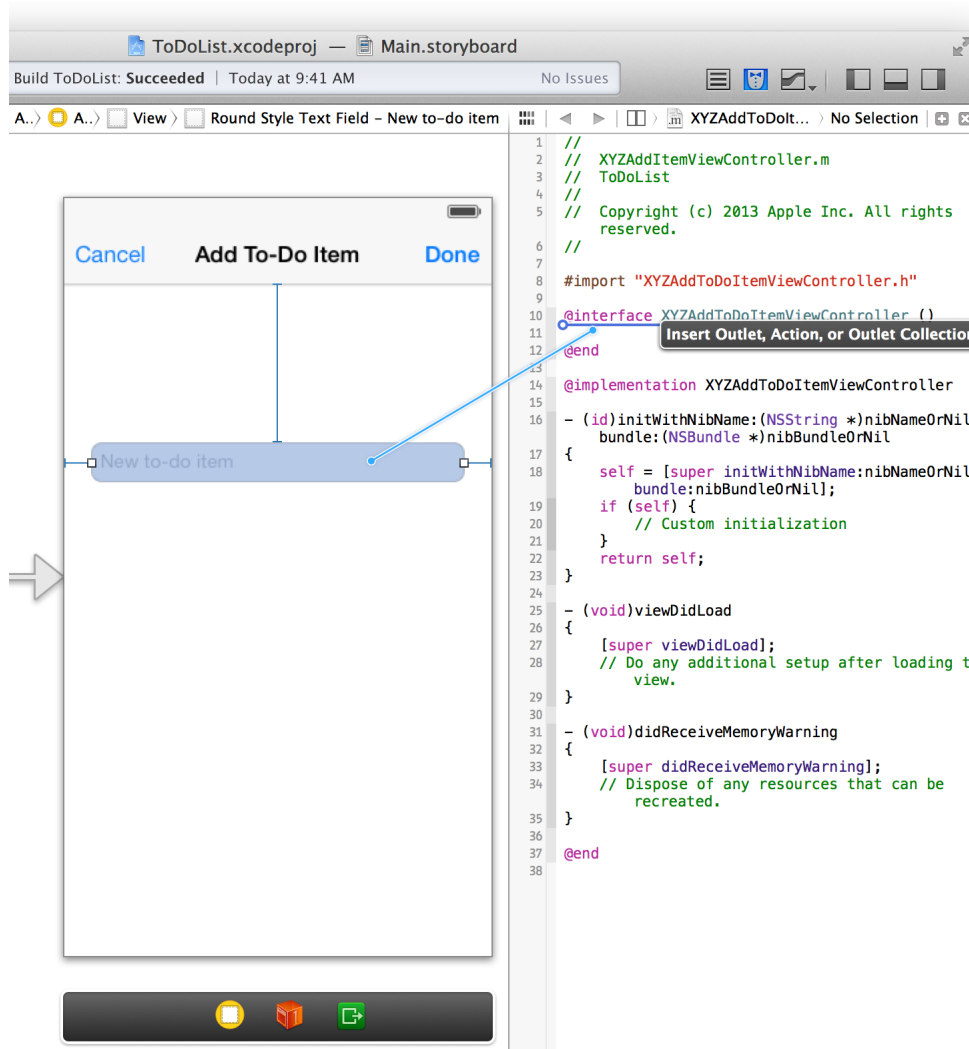 ToDoList.xcodeproj — Main.storyboard
Build ToDoList: Succeeded | Today at 9:41 AM No Issues
A..〉 A..〉 View 〉 Round Style Text Field – New to-do item
.m XYZAddToDoIt... 〉 No Selection
Cancel Add To-Do Item Done
New to-do item
1 //
2 // XYZAddItemViewController.m
3 // ToDoList
4 //
5 // Copyright (c) 2013 Apple Inc. All rights
reserved.
6 //
7
8 #import "XYZAddToDoItemViewController.h"
9
10 @interface XYZAddToDoItemViewController ()
Insert Outlet, Action, or Outlet Collection
11
12 @end
13
14 @implementation XYZAddToDoItemViewController
15
16 – (id)initWithNibName:(NSString *)nibNameOrNil
bundle:(NSBundle *)nibBundleOrNil
17 {
18 self = [super initWithNibName:nibNameOrNil
bundle:nibBundleOrNil];
19 if (self) {
20 // Custom initialization
21 }
22 return self;
23 }
24
25 – (void)viewDidLoad
26 {
27 [super viewDidLoad];
28 // Do any additional setup after loading t
view.
29 }
30
31 – (void)didReceiveMemoryWarning
32 {
33 [super didReceiveMemoryWarning];
34 // Dispose of any resources that can be
recreated.
35 }
36
37 @end
38